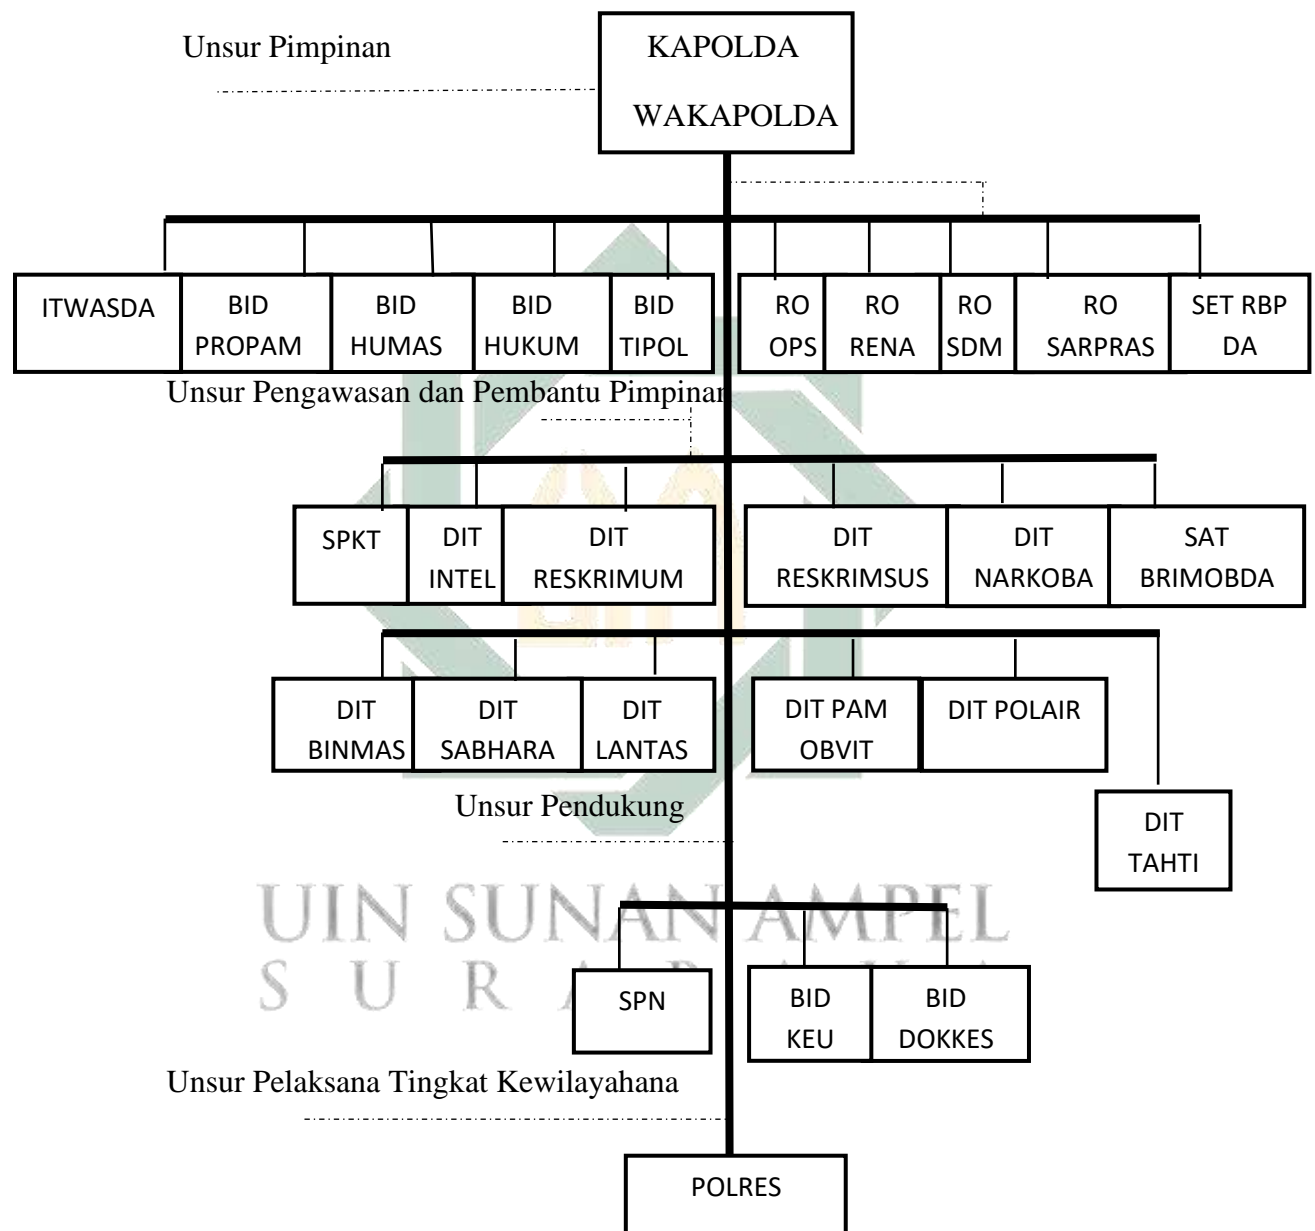 Unsur Pimpinan
KAPOLDA
WAKAPOLDA
ITWASDA
BID
PROPAM
BID
HUMAS
BID
HUKUM
BID
TIPOL
RO
OPS
RO
RENA
RO
SDM
RO
SARPRAS
SET RBP
DA
Unsur Pengawasan dan Pembantu Pimpinan
SPKT
DIT
INTEL
DIT
RESKRIMUM
DIT
RESKRIMSUS
DIT
NARKOBA
SAT
BRIMOBDA
DIT
BINMAS
DIT
SABHARA
DIT
LANTAS
DIT PAM
OBVIT
DIT POLAIR
DIT
TAHTI
Unsur Pendukung
UIN SUNAN AMPEL
S U R A B A Y A
SPN
BID
KEU
BID
DOKKES
Unsur Pelaksana Tingkat Kewilayahana
POLRES